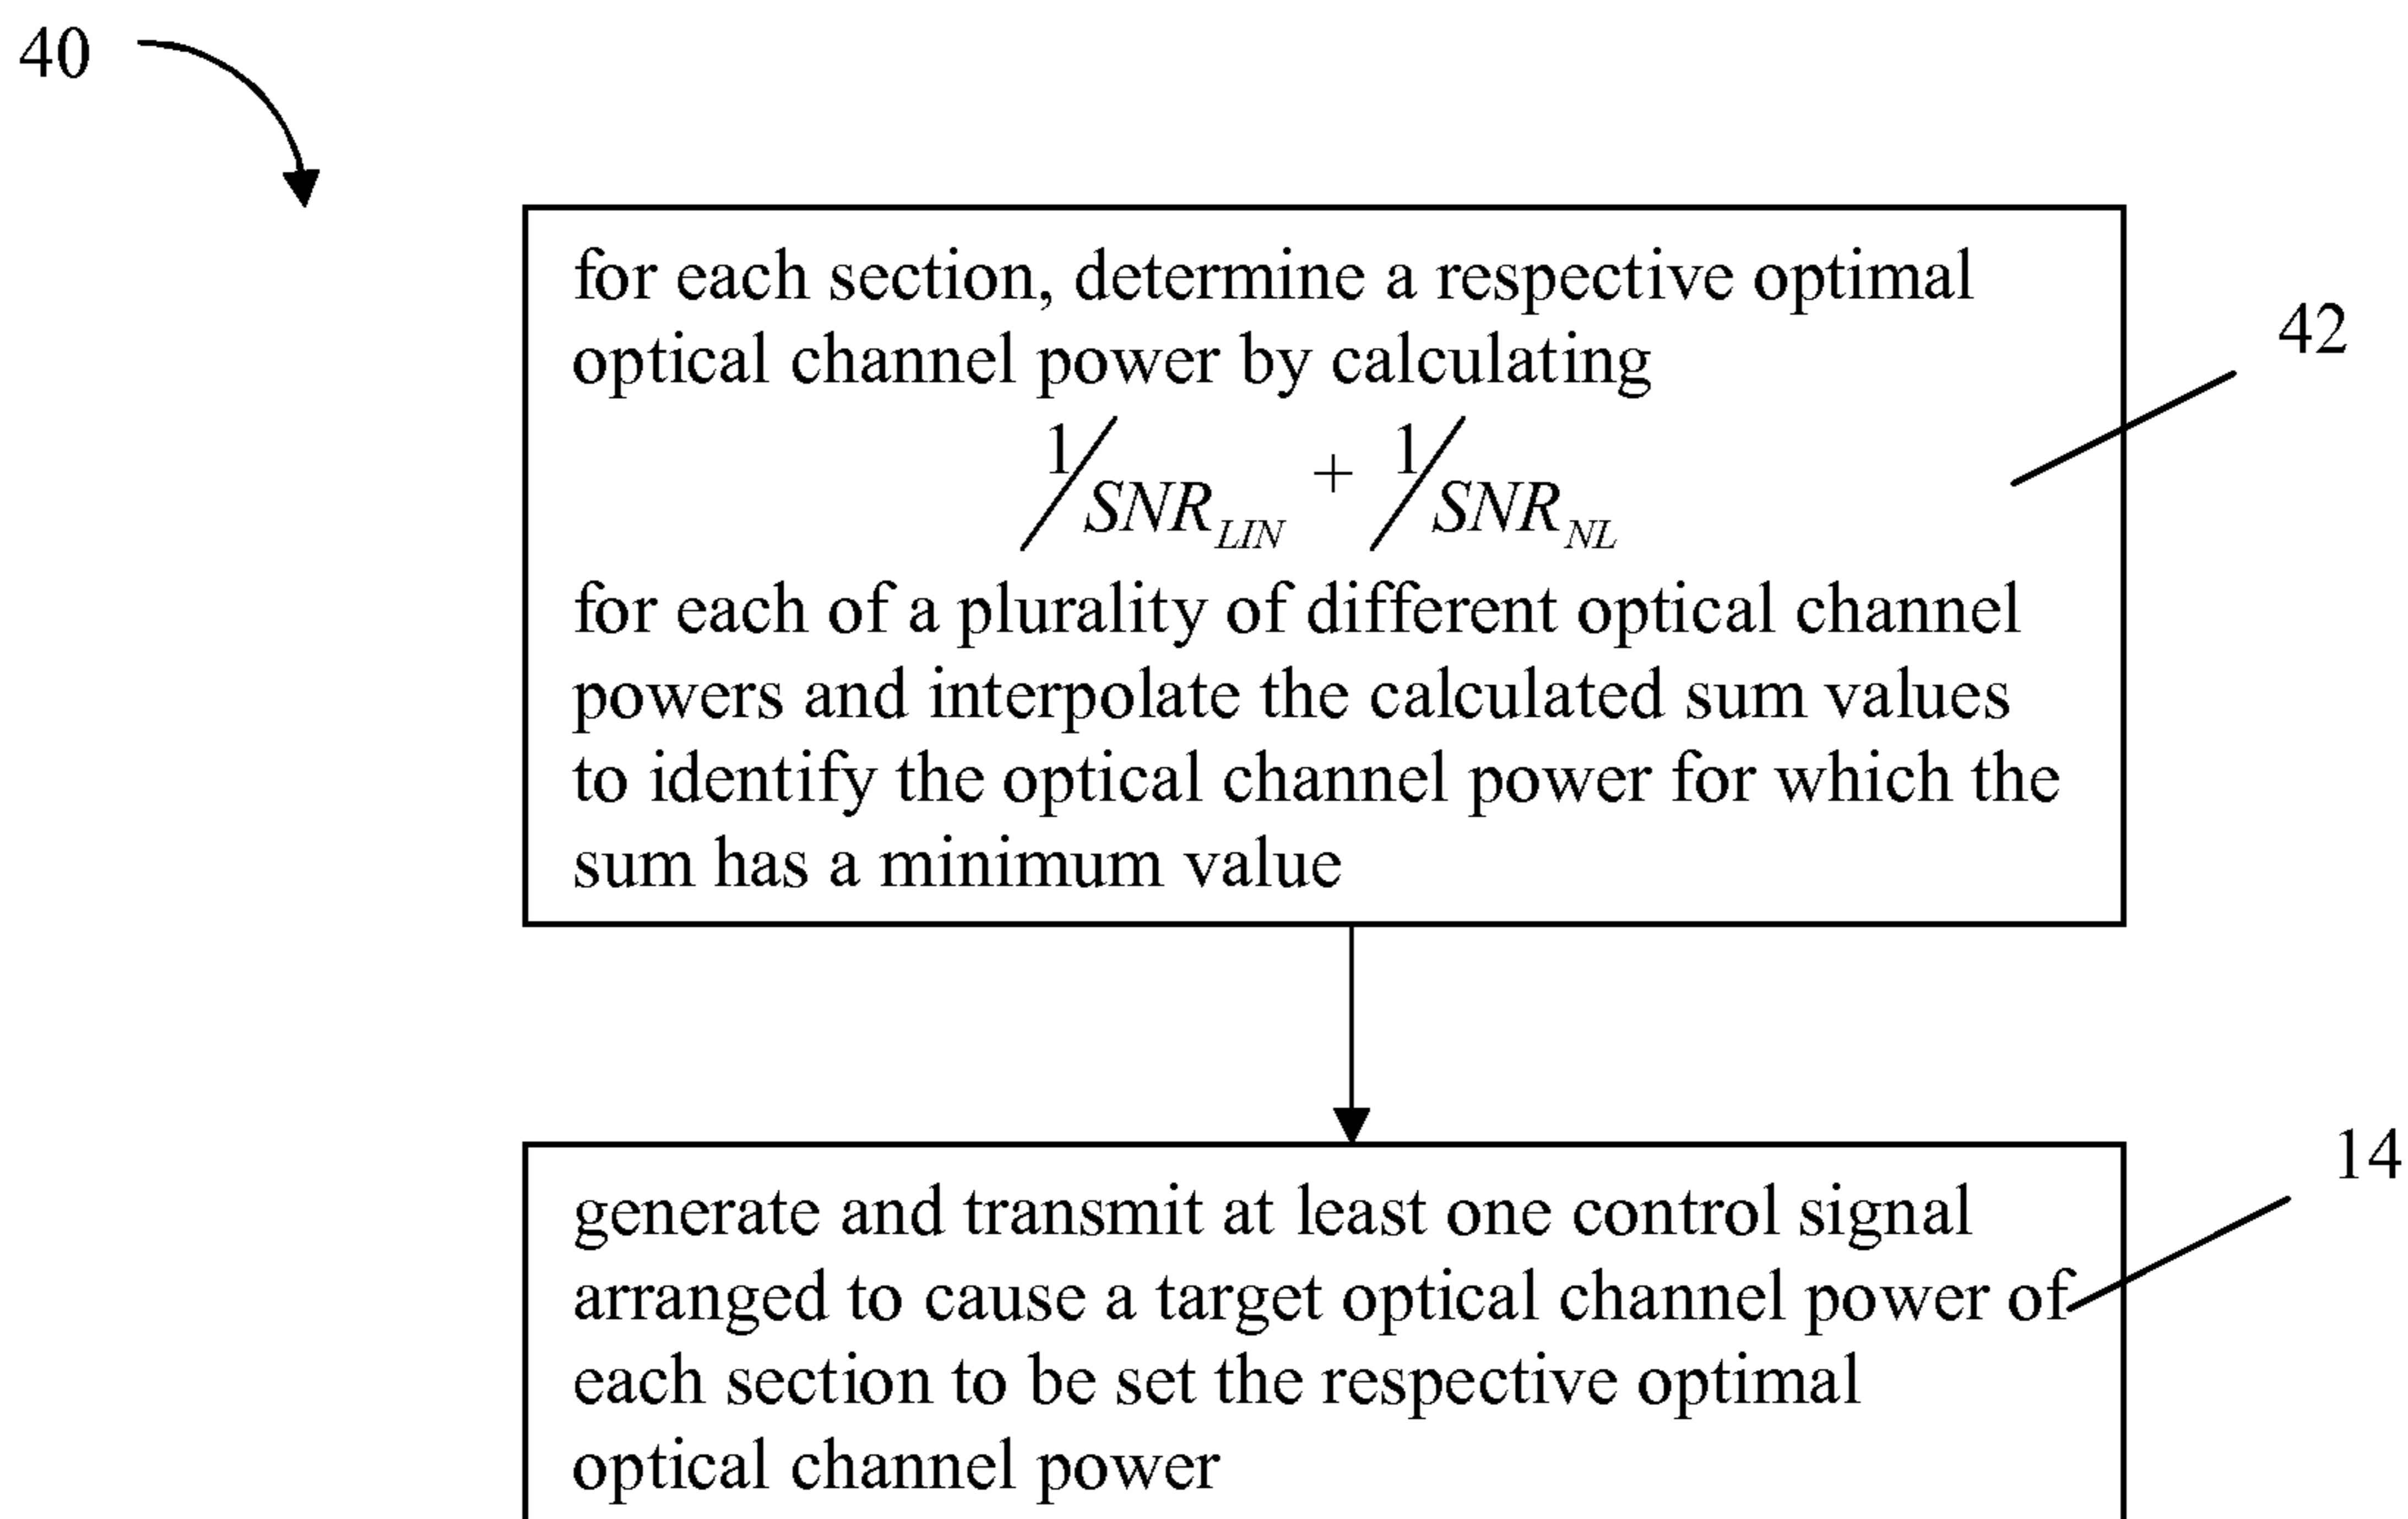 40
for each section, determine a respective optimal
optical channel power by calculating
42
1/SNR_LIN + 1/SNR_NL
for each of a plurality of different optical channel
powers and interpolate the calculated sum values
to identify the optical channel power for which the
sum has a minimum value
14
generate and transmit at least one control signal
arranged to cause a target optical channel power of
each section to be set the respective optimal
optical channel power